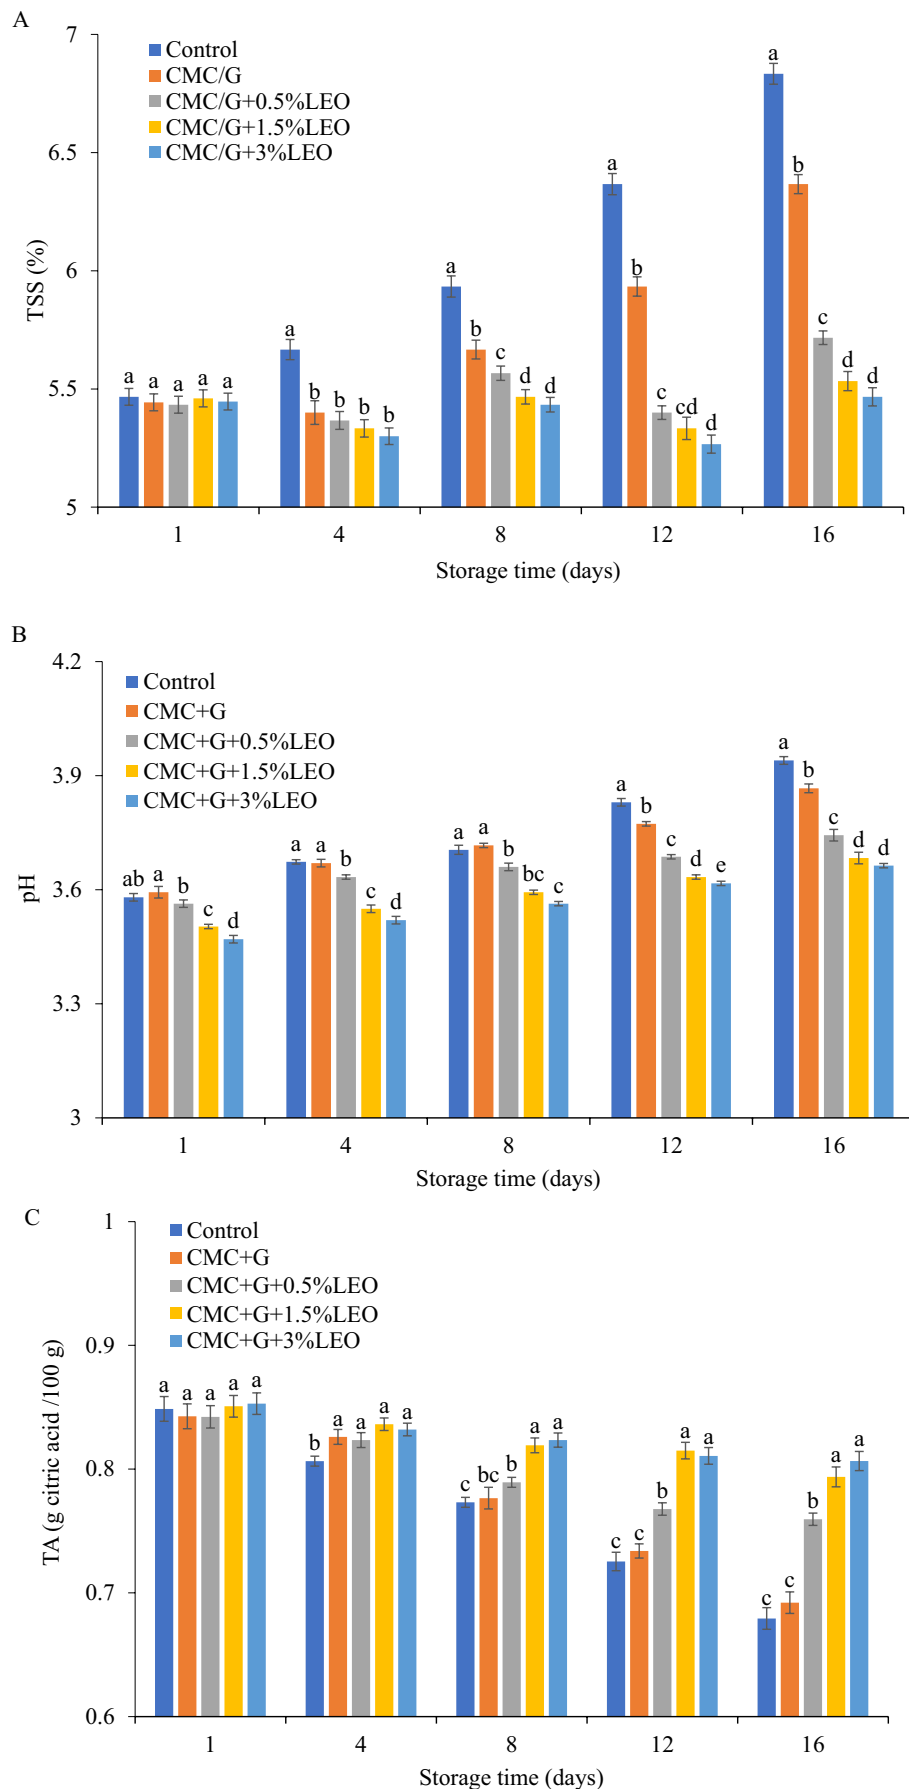 A
7
6.5
6
5.5
5
TSS (%)
Control
CMC/G
CMC/G+0.5%LEO
CMC/G+1.5%LEO
CMC/G+3%LEO
a a a a a
a b b b b
a b c d d
a b c cd d
a b c d d
1 4 8 12 16
Storage time (days)
B
4.2
3.9
3.6
3.3
3
pH
Control
CMC+G
CMC+G+0.5%LEO
CMC+G+1.5%LEO
CMC+G+3%LEO
ab a b c d
a a b c d
a a b bc c
a b c d e
a b c d d
1 4 8 12 16
Storage time (days)
C
1
0.9
0.8
0.7
0.6
TA (g citric acid /100 g)
Control
CMC+G
CMC+G+0.5%LEO
CMC+G+1.5%LEO
CMC+G+3%LEO
a a a a a
b a a a a
c bc b a a
c c b a a
c c b a a
1 4 8 12 16
Storage time (days)